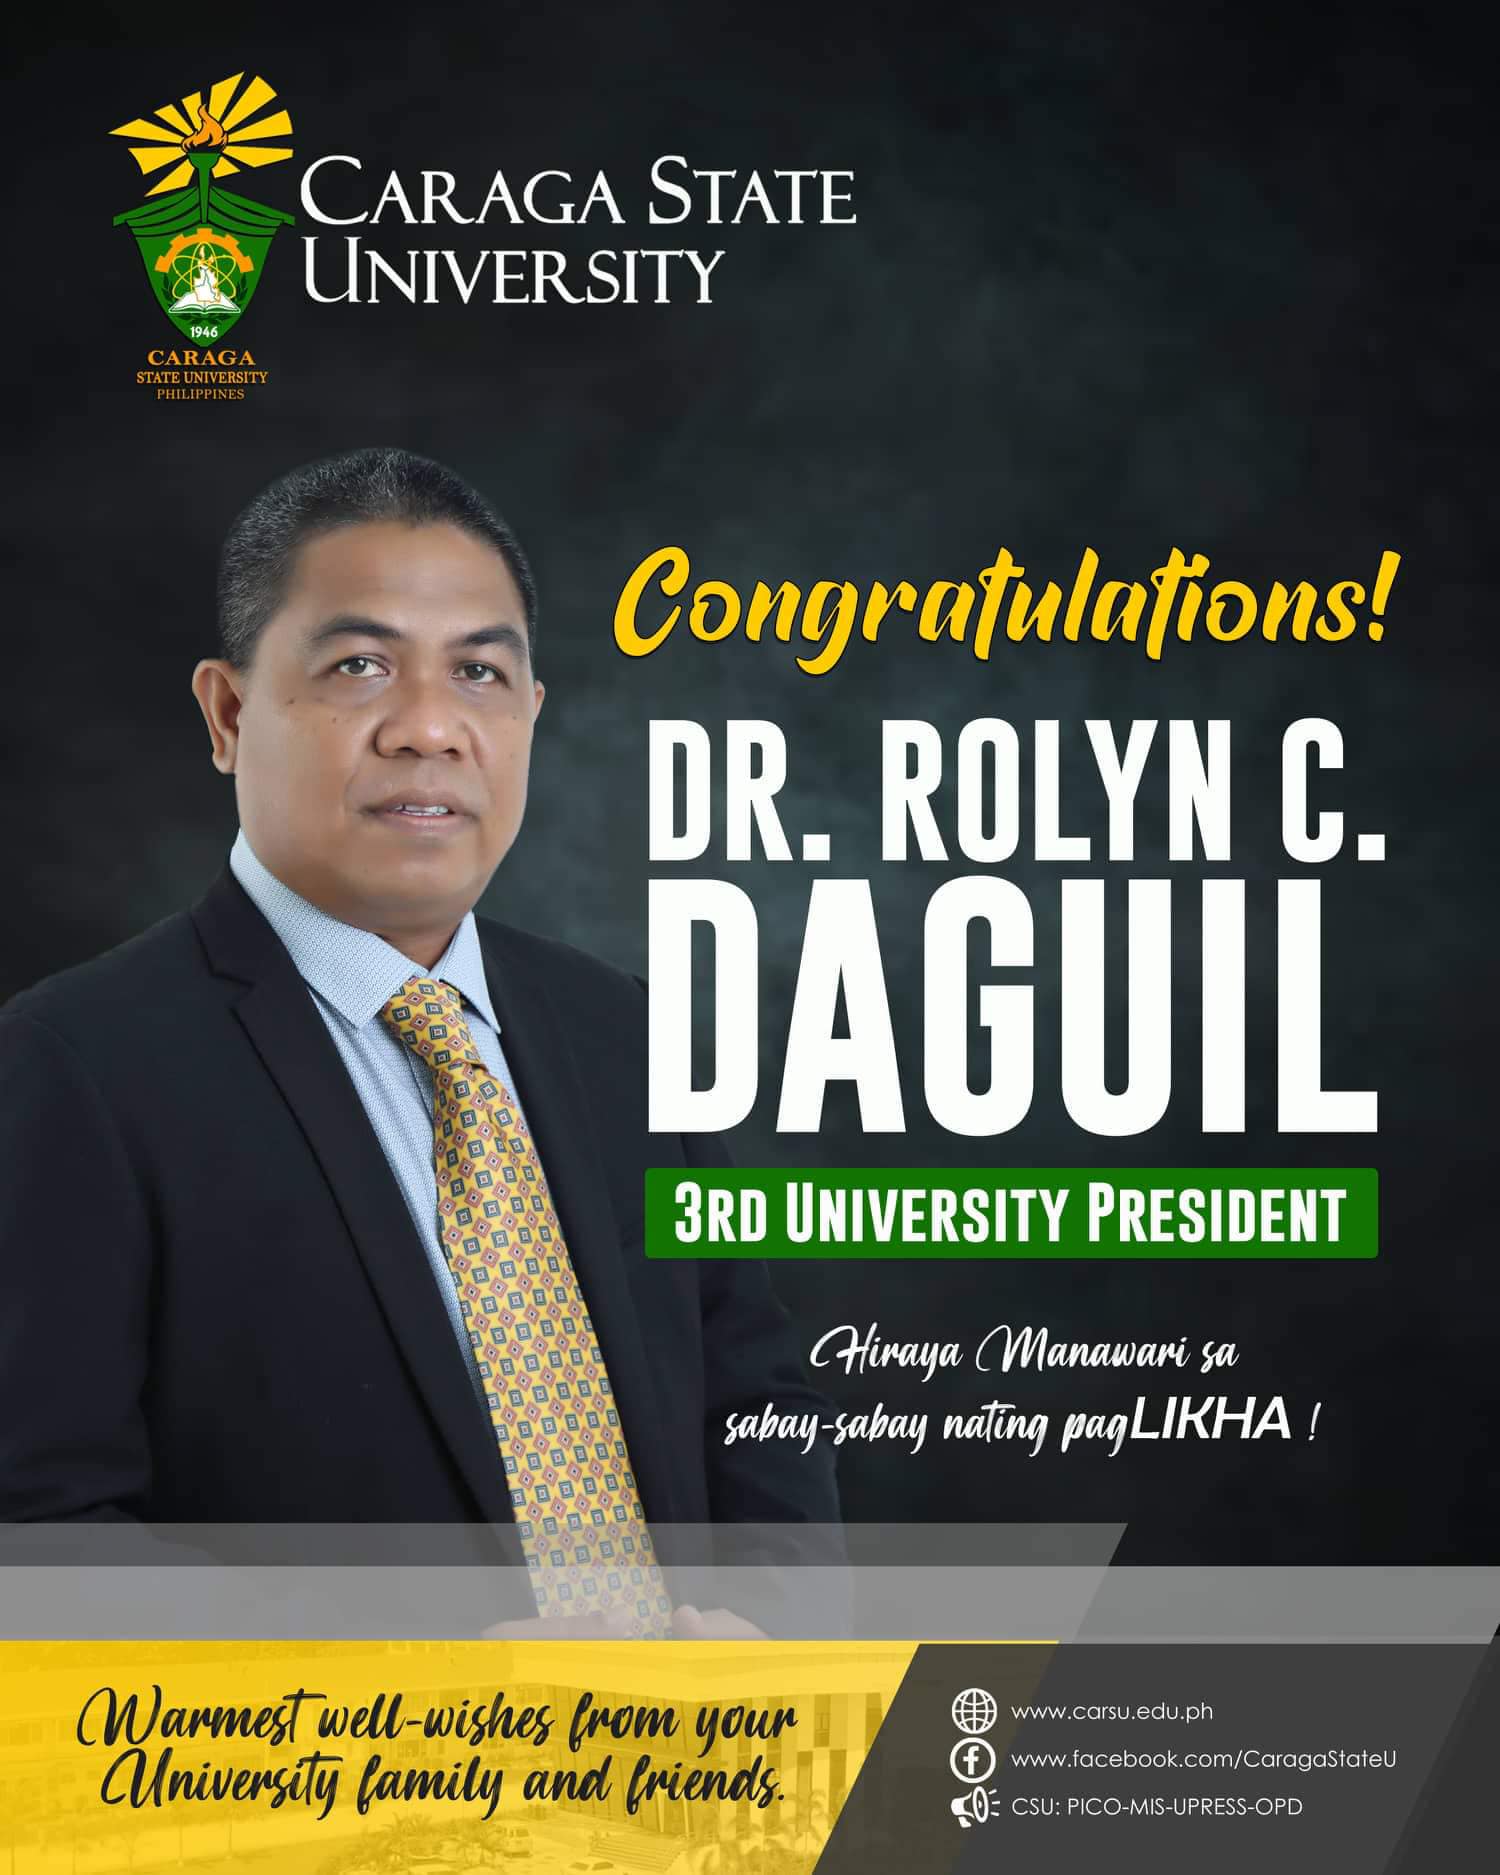 1946
CARAGA
STATE UNIVERSITY
PHILIPPINES
CARAGA STATE
UNIVERSITY
Congratulations!
DR. ROLYN C.
DAGUIL
3RD UNIVERSITY PRESIDENT
Hiraya Manawari sa
sabay-sabay nating pagLIKHA !
Warmest well-wishes from your
University family and friends.
www.carsu.edu.ph
www.facebook.com/CaragaStateU
CSU: PICO-MIS-UPRESS-OPD